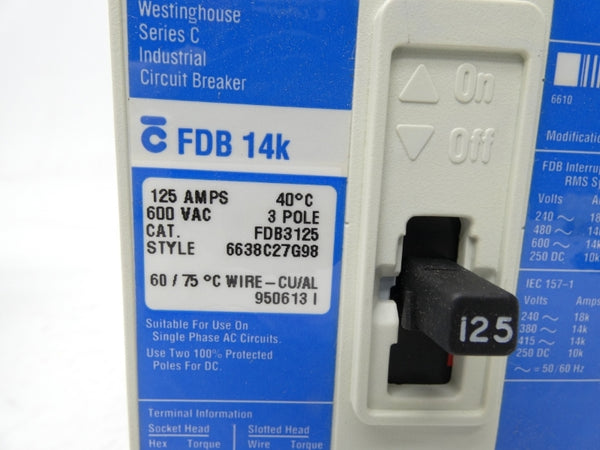 Westinghouse
Series C
Industrial
Circuit Breaker
FDB 14k
125 AMPS 40°C
600 VAC 3 POLE
CAT. FDB3125
STYLE 6638C27G98
60 / 75 °C WIRE-CU/AL
950613 I
Suitable For Use On
Single Phase AC Circuits.
Use Two 100% Protected
Poles For DC.
Terminal Information
Socket Head Slotted Head
Hex Torque Wire Torque
On
Off
125
6610
FDB
RMS
Volts
240 ~
480 ~
600 ~
250 DC 10k
IEC 157-1
Volts Amps
240 ~ 18k
380 ~ 14k
415 ~ 14k
250 DC 10k
~ = 50/60 Hz